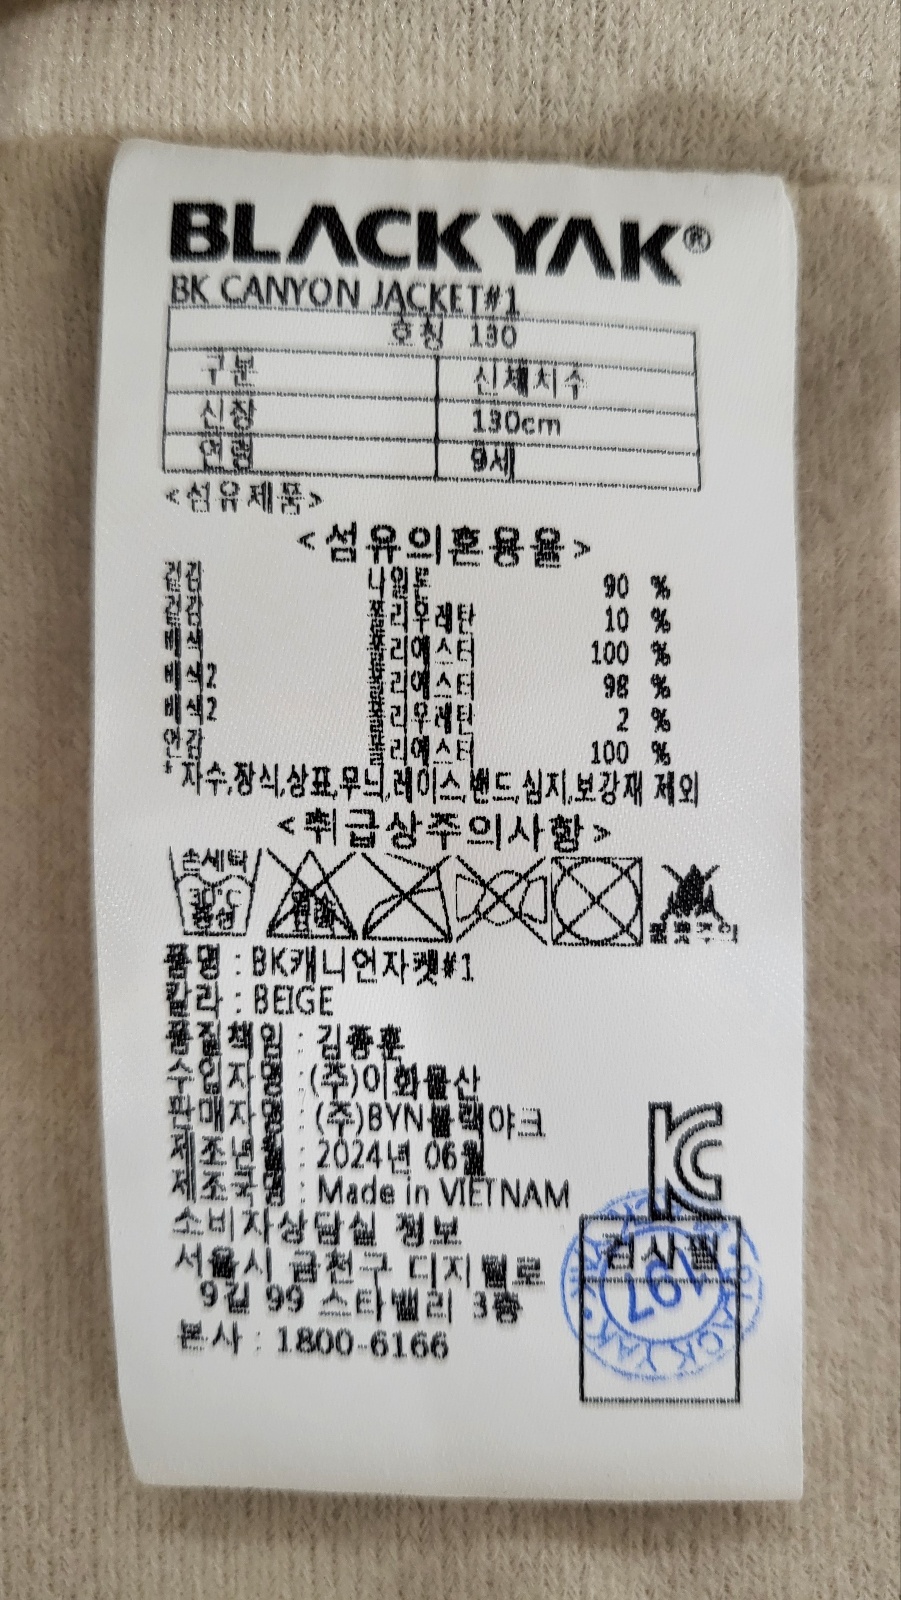 BLACKYAK®
BK CANYON JACKET#1
호칭 130
구분 신체치수
신장 130cm
연령 9세
<섬유제품>
<섬유의혼용율>
겉감 나일론 90 %
겉감 폴리우레탄 10 %
배색 폴리에스터 100 %
배색2 폴리에스터 98 %
배색2 폴리우레탄 2 %
안감 폴리에스터 100 %
* 자수,장식,상표,무늬,레이스,밴드,심지,보강재 제외
<취급상주의사항>
손세탁
30°C
중성
염소
불꽃주의
품명 : BK캐니언자켓#1
칼라 : BEIGE
품질책임 : 김종훈
수입자명 : (주)이화물산
판매자명 : (주)BYN블랙야크
제조년월 : 2024년 06월
제조국명 : Made in VIETNAM
KC
소비자상담실 정보
검사필
197
서울시 금천구 디지털로
9길 99 스타밸리 3층
본사 : 1800-6166